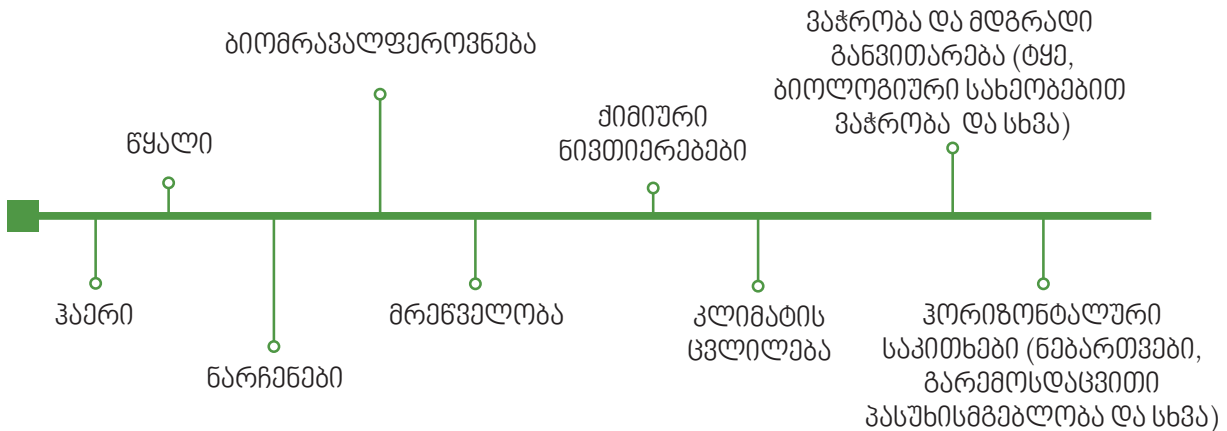 ვაჭრობა და მდგრადი
განვითარება (ტყე,
ბიოლოგიური სახეობებით
ვაჭრობა და სხვა)
ბიომრავალფეროვნება
ქიმიური
ნივთიერებები
წყალი
ჰაერი
ნარჩენები
მრეწველობა
კლიმატის
ცვლილება
ჰორიზონტალური
საკითხები (ნებართვები,
გარემოსდაცვითი
პასუხისმგებლობა და სხვა)